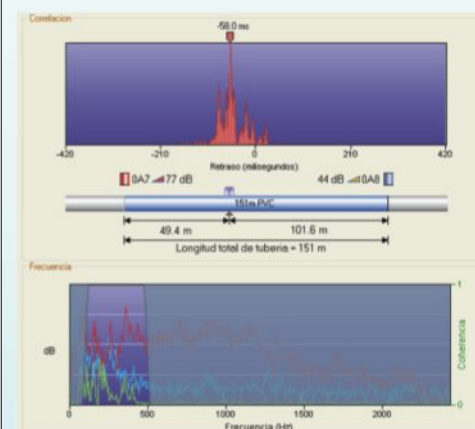 Correlacion
-58.0 ms
-420 -210 0 210 420
Retraso (milisegundos)
0A7 77 dB 44 dB 0A8
151m PVC
49.4 m 101.6 m
Longitud total de tuberia = 151 m
Frecuencia
1
dB
Coherencia
0
0 500 1000 1500 2000
Frecuencia (Hz)